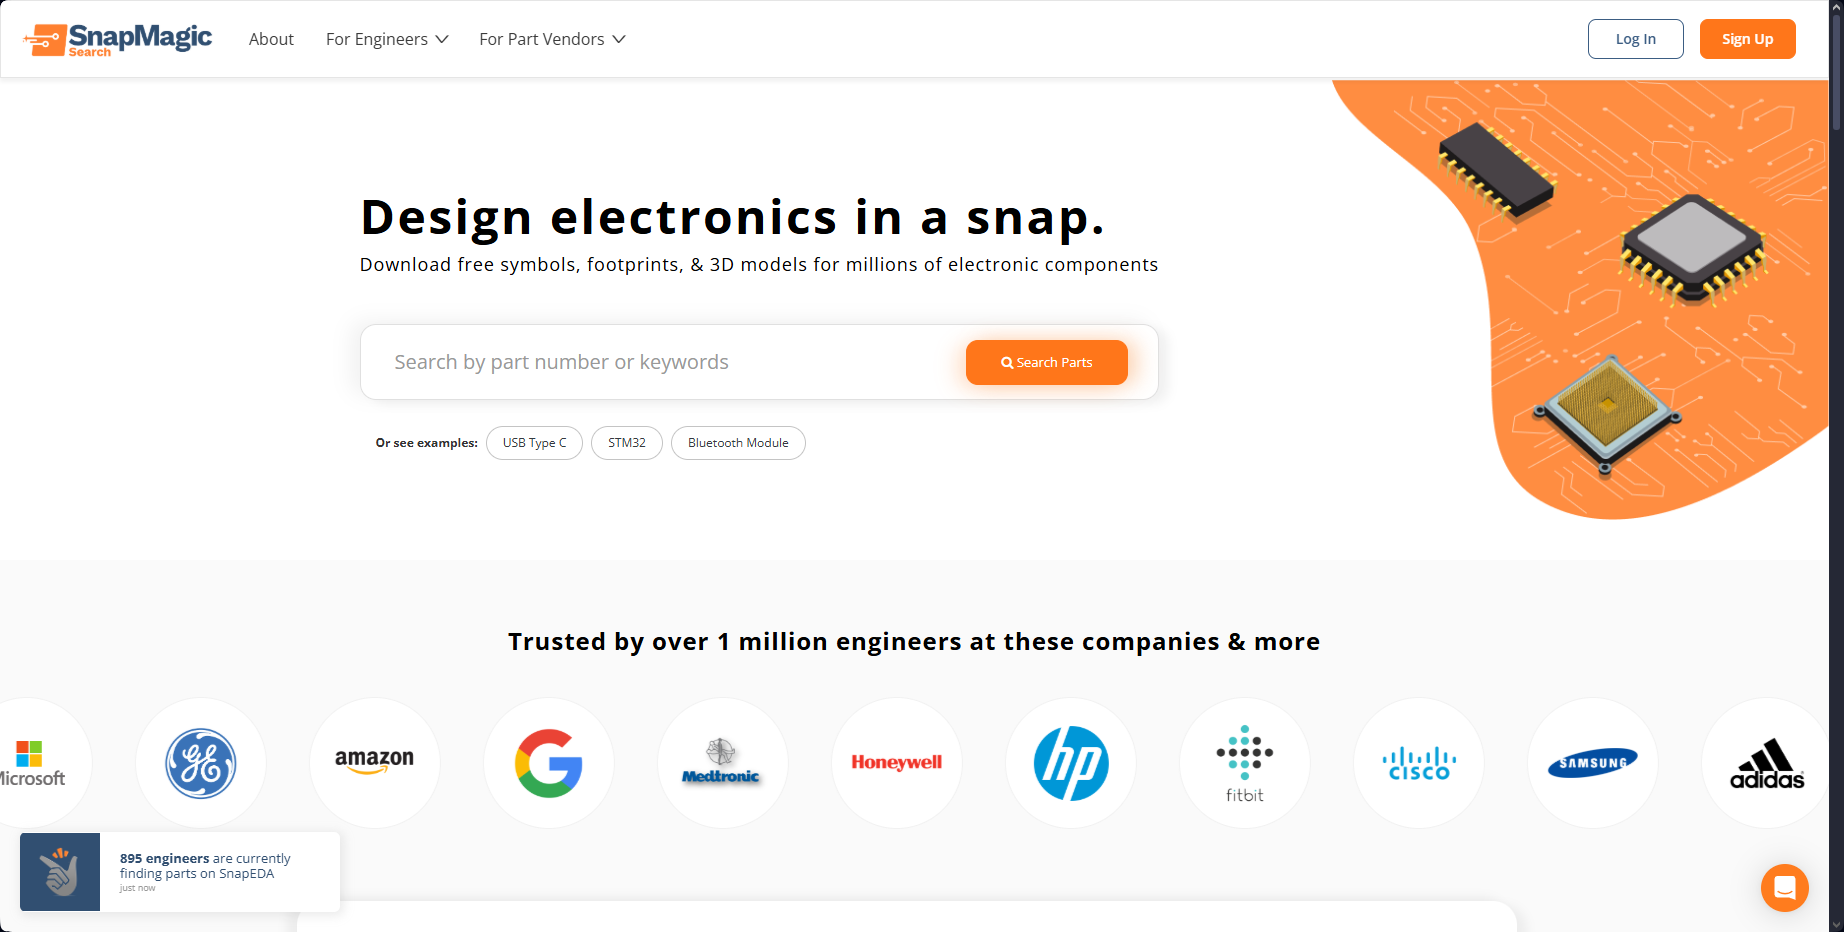 SnapMagic
Search
About
For Engineers
For Part Vendors
Log In
Sign Up
Design electronics in a snap.
Download free symbols, footprints, & 3D models for millions of electronic components
Search by part number or keywords
Search Parts
Or see examples:
USB Type C
STM32
Bluetooth Module
Trusted by over 1 million engineers at these companies & more
Microsoft
GE
amazon
G
Medtronic
Honeywell
hp
fitbit
CISCO
SAMSUNG
adidas
895 engineers are currently
finding parts on SnapEDA
just now